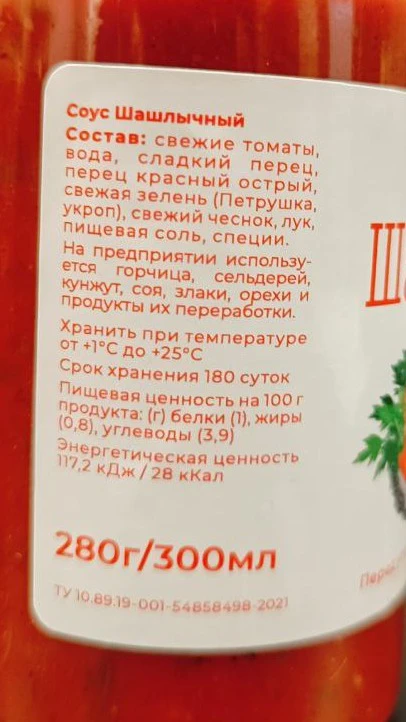 Соус Шашлычный
Состав: свежие томаты,
вода, сладкий перец,
перец красный острый,
свежая зелень (Петрушка,
укроп), свежий чеснок, лук,
пищевая соль, специи.
На предприятии использу-
ется горчица, сельдерей,
кунжут, соя, злаки, орехи и
продукты их переработки.
Хранить при температуре
от +1°С до +25°С
Срок хранения 180 суток
Пищевая ценность на 100 г
продукта: (г) белки (1), жиры
(0,8), углеводы (3,9)
Энергетическая ценность
117,2 кДж / 28 кКал
280г/300мл
ТУ 10.89.19-001-54858498-2021